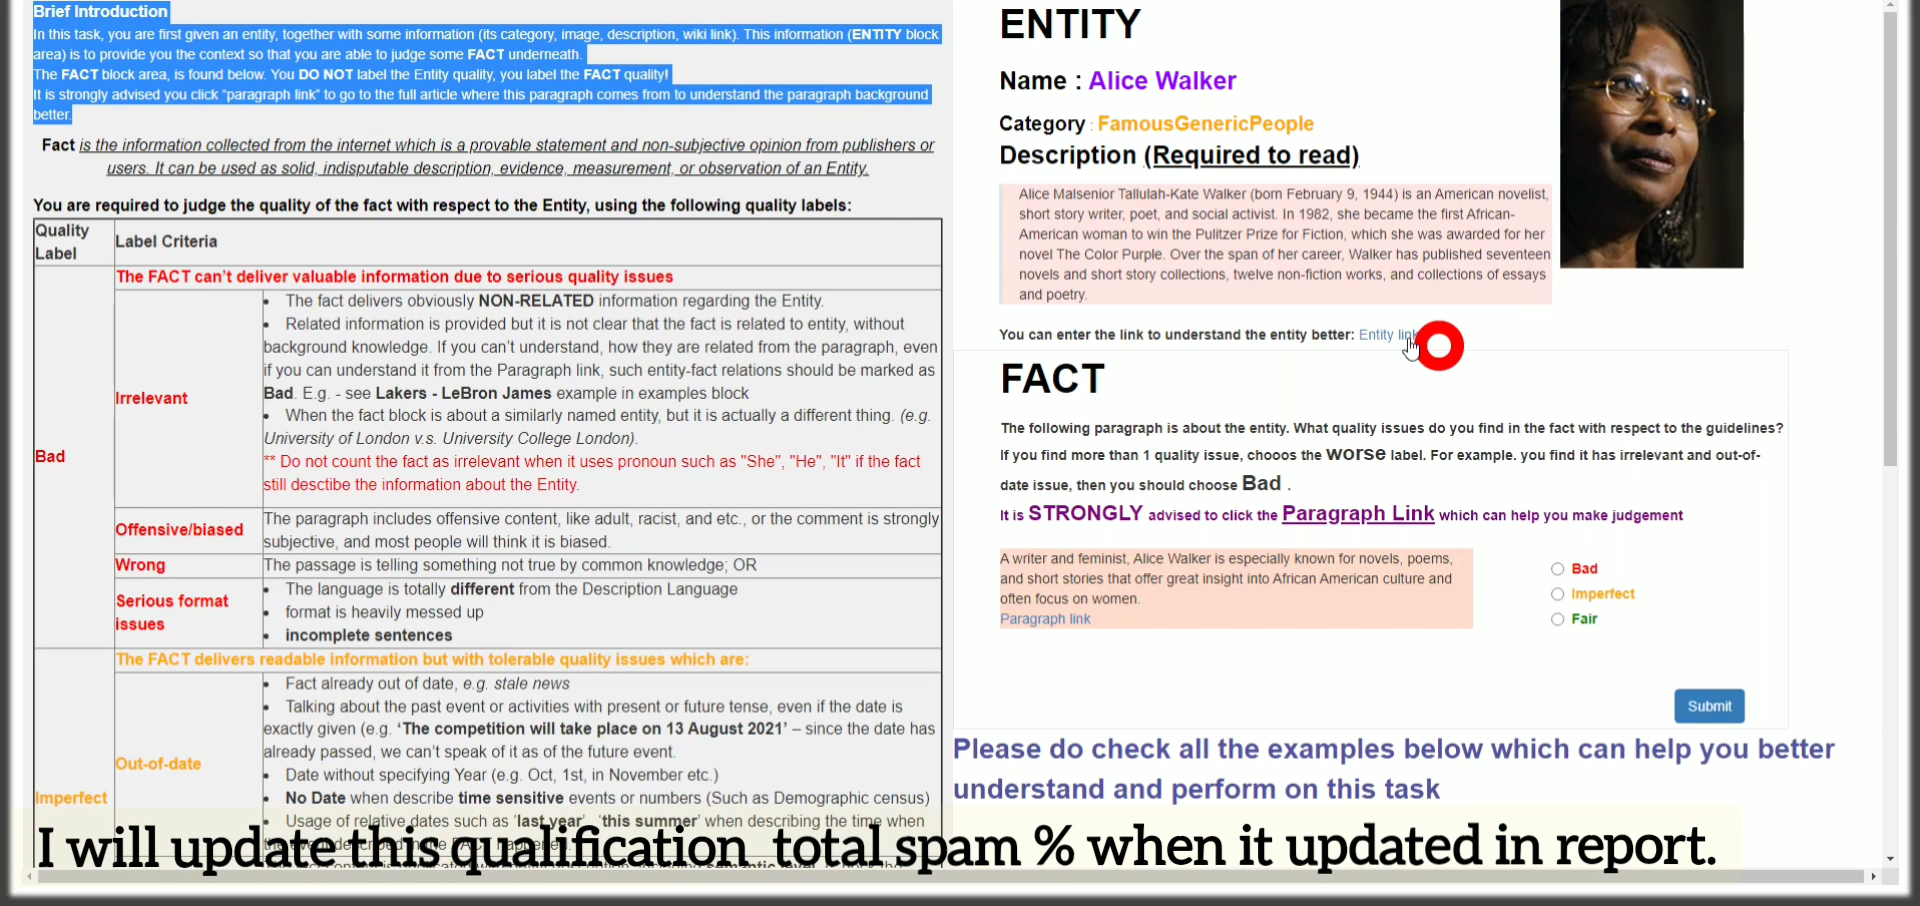 Brief Introduction
In this task, you are first given an entity, together with some information (its category, image, description, wiki link). This information (ENTITY block
area) is to provide you the context so that you are able to judge some FACT underneath.
The FACT block area, is found below. You DO NOT label the Entity quality, you label the FACT quality!
It is strongly advised you click "paragraph link" to go to the full article where this paragraph comes from to understand the paragraph background
better.
Fact is the information collected from the internet which is a provable statement and non-subjective opinion from publishers or
users. It can be used as solid, indisputable description, evidence, measurement, or observation of an Entity.
You are required to judge the quality of the fact with respect to the Entity, using the following quality labels:
Quality
Label
Label Criteria
Bad
The FACT can't deliver valuable information due to serious quality issues
Irrelevant
• The fact delivers obviously NON-RELATED information regarding the Entity.
• Related information is provided but it is not clear that the fact is related to entity, without
background knowledge. If you can't understand, how they are related from the paragraph, even
if you can understand it from the Paragraph link, such entity-fact relations should be marked as
Bad. E.g. - see Lakers - LeBron James example in examples block
• When the fact block is about a similarly named entity, but it is actually a different thing. (e.g.
University of London v.s. University College London).
** Do not count the fact as irrelevant when it uses pronoun such as "She", "He", "It" if the fact
still desctibe the information about the Entity.
Offensive/biased
The paragraph includes offensive content, like adult, racist, and etc., or the comment is strongly
subjective, and most people will think it is biased.
Wrong
The passage is telling something not true by common knowledge; OR
Serious format
issues
• The language is totally different from the Description Language
• format is heavily messed up
• incomplete sentences
Imperfect
The FACT delivers readable information but with tolerable quality issues which are:
Out-of-date
• Fact already out of date, e.g. stale news
• Talking about the past event or activities with present or future tense, even if the date is
exactly given (e.g. 'The competition will take place on 13 August 2021' – since the date has
already passed, we can't speak of it as of the future event.
• Date without specifying Year (e.g. Oct, 1st, in November etc.)
• No Date when describe time sensitive events or numbers (Such as Demographic census)
• Usage of relative dates such as 'last year', 'this summer' when describing the time when
ENTITY
Name : Alice Walker
Category : FamousGenericPeople
Description (Required to read)
Alice Malsenior Tallulah-Kate Walker (born February 9, 1944) is an American novelist,
short story writer, poet, and social activist. In 1982, she became the first African-
American woman to win the Pulitzer Prize for Fiction, which she was awarded for her
novel The Color Purple. Over the span of her career, Walker has published seventeen
novels and short story collections, twelve non-fiction works, and collections of essays
and poetry.
You can enter the link to understand the entity better: Entity link
FACT
The following paragraph is about the entity. What quality issues do you find in the fact with respect to the guidelines?
If you find more than 1 quality issue, chooos the worse label. For example. you find it has irrelevant and out-of-
date issue, then you should choose Bad .
It is STRONGLY advised to click the Paragraph Link which can help you make judgement
A writer and feminist, Alice Walker is especially known for novels, poems,
and short stories that offer great insight into African American culture and
often focus on women.
Paragraph link
Bad
Imperfect
Fair
Submit
Please do check all the examples below which can help you better
understand and perform on this task
I will update this qualification total spam % when it updated in report.